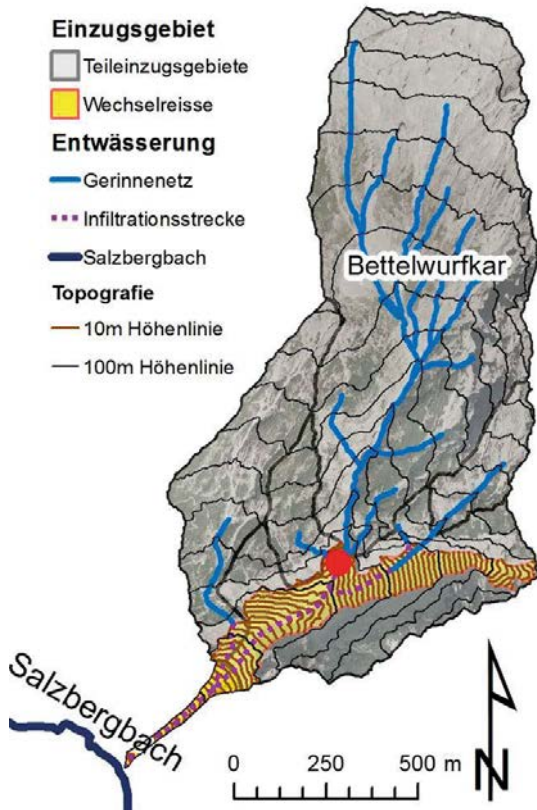 Einzugsgebiet
Teileinzugsgebiete
Wechselreisse
Entwässerung
Gerinnenetz
Infiltrationsstrecke
Salzbergbach
Topografie
10m Höhenlinie
100m Höhenlinie
Bettelwurfkar
Salzbergbach
N
0 250 500 m